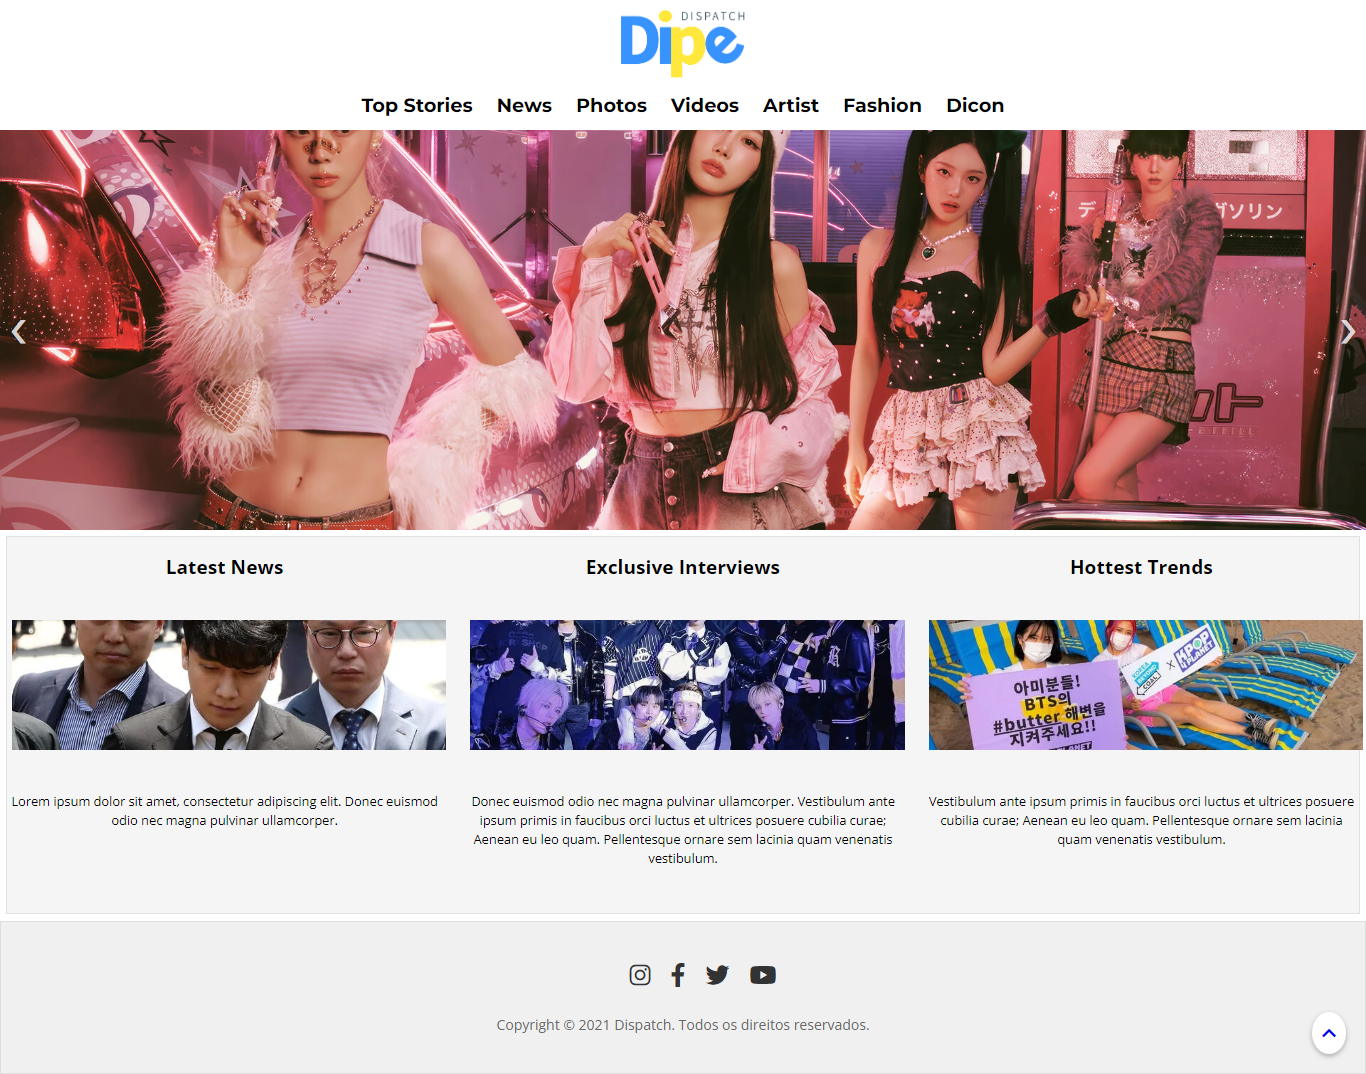 DISPATCH
Dipe
Top Stories News Photos Videos Artist Fashion Dicon
ガソリン
Latest News Exclusive Interviews Hottest Trends
KPOP
4PLANET
X
아미분들!
BTS의
#butter 해변을
지켜주세요!!
Lorem ipsum dolor sit amet, consectetur adipiscing elit. Donec euismod
odio nec magna pulvinar ullamcorper.
Donec euismod odio nec magna pulvinar ullamcorper. Vestibulum ante
ipsum primis in faucibus orci luctus et ultrices posuere cubilia curae;
Aenean eu leo quam. Pellentesque ornare sem lacinia quam venenatis
vestibulum.
Vestibulum ante ipsum primis in faucibus orci luctus et ultrices posuere
cubilia curae; Aenean eu leo quam. Pellentesque ornare sem lacinia
quam venenatis vestibulum.
Copyright © 2021 Dispatch. Todos os direitos reservados.